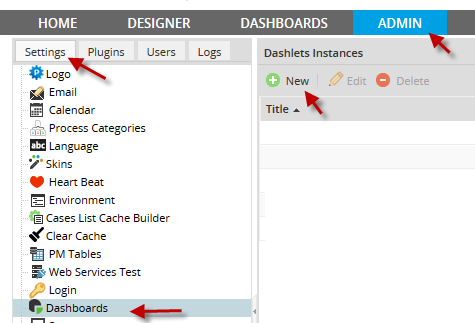 HOME DESIGNER DASHBOARDS ADMIN
Settings Plugins Users Logs
Logo
Email
Calendar
Process Categories
abc Language
Skins
Heart Beat
Environment
Cases List Cache Builder
Clear Cache
PM Tables
Web Services Test
Login
Dashboards
Dashlets Instances
New Edit Delete
Title